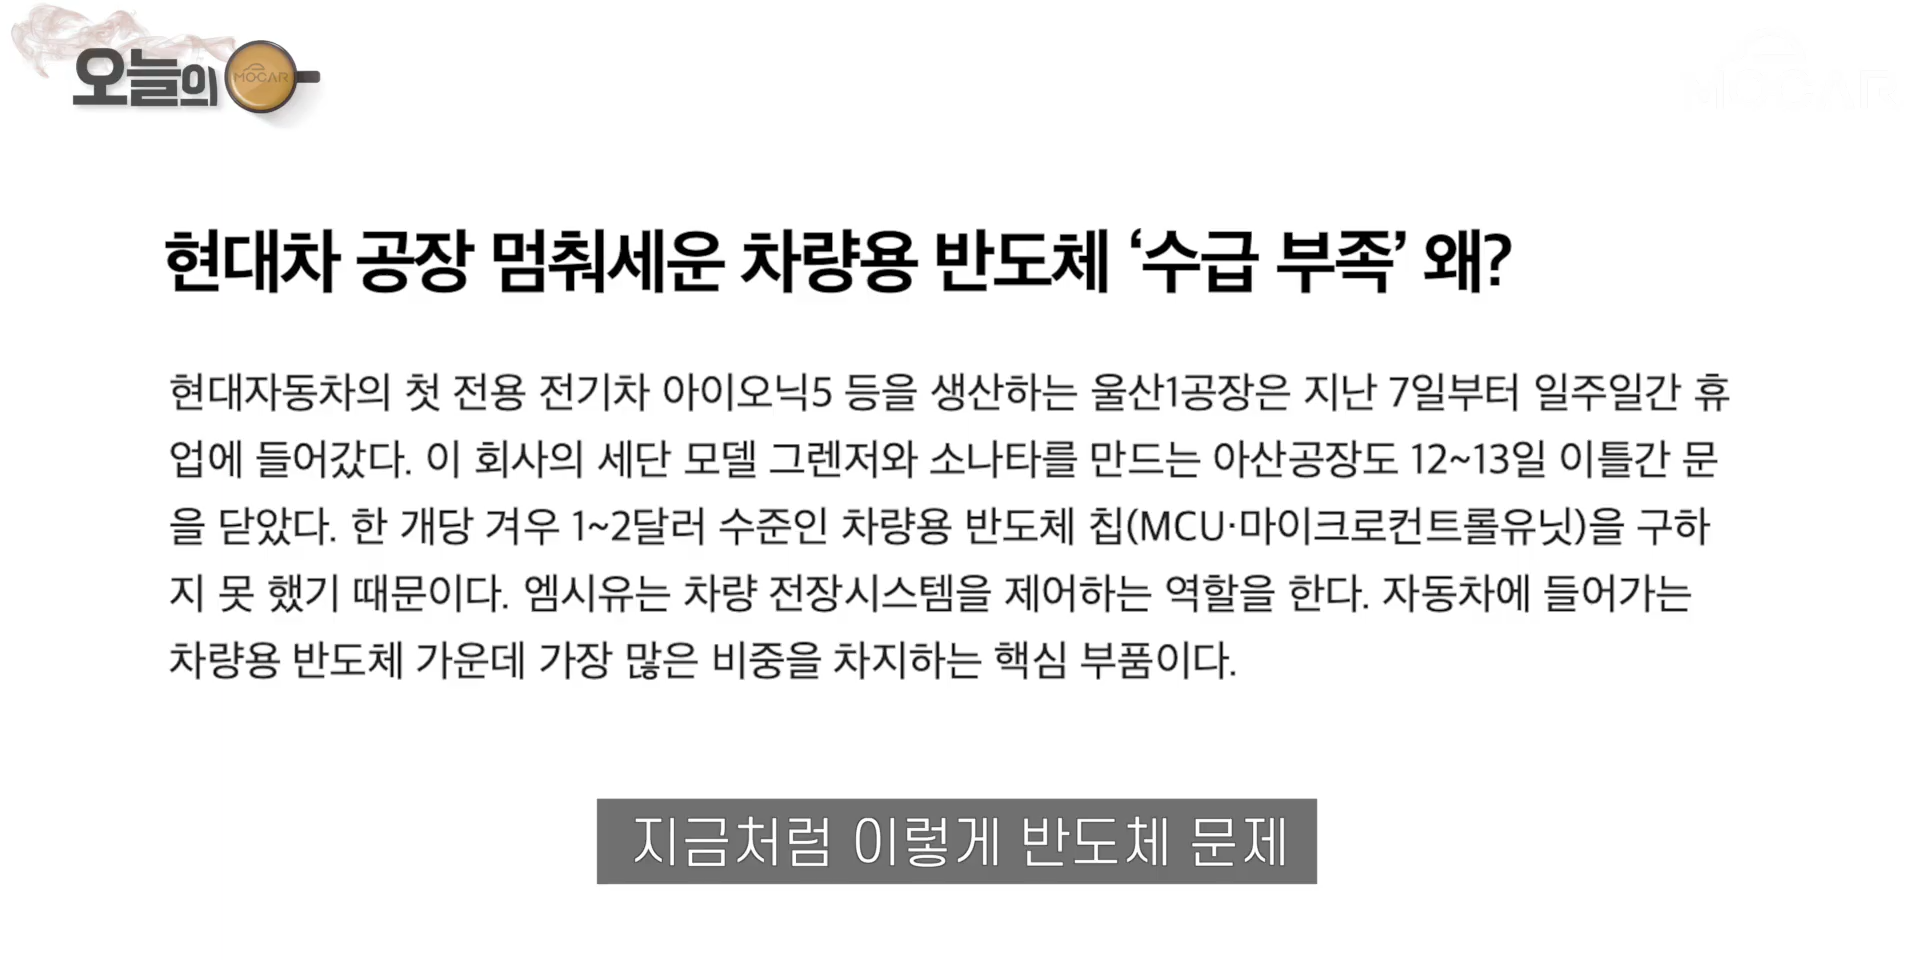 오늘의
MOCAR
MOCAR
현대차 공장 멈춰세운 차량용 반도체 ‘수급 부족’ 왜?
현대자동차의 첫 전용 전기차 아이오닉5 등을 생산하는 울산1공장은 지난 7일부터 일주일간 휴
업에 들어갔다. 이 회사의 세단 모델 그렌저와 소나타를 만드는 아산공장도 12~13일 이틀간 문
을 닫았다. 한 개당 겨우 1~2달러 수준인 차량용 반도체 칩(MCU·마이크로컨트롤유닛)을 구하
지 못 했기 때문이다. 엠시유는 차량 전장시스템을 제어하는 역할을 한다. 자동차에 들어가는
차량용 반도체 가운데 가장 많은 비중을 차지하는 핵심 부품이다.
지금처럼 이렇게 반도체 문제